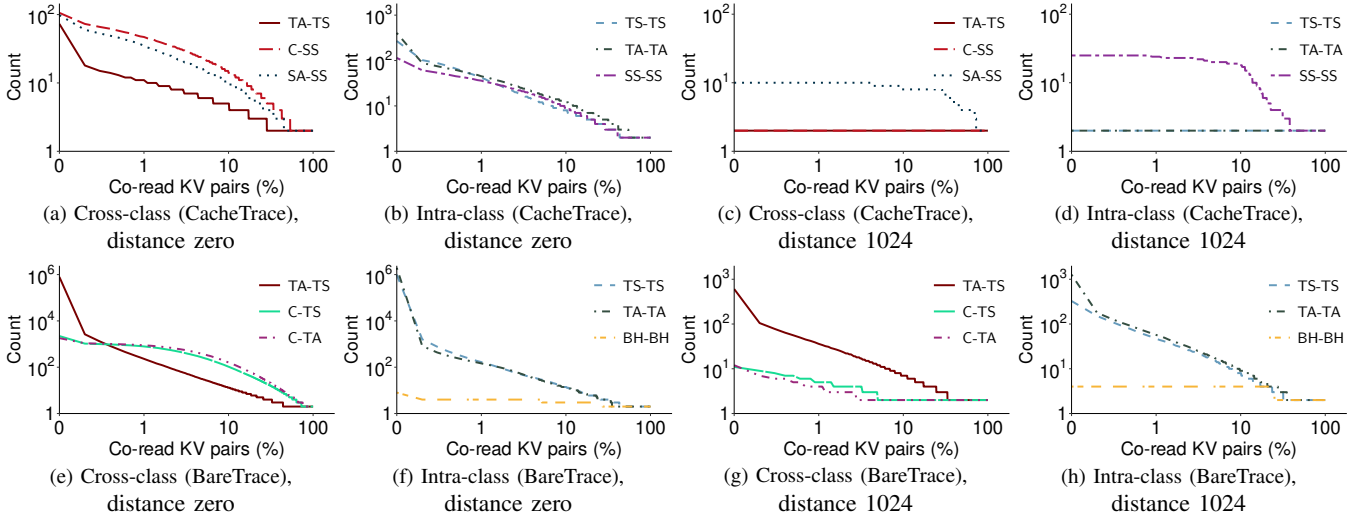 10²
10
1
Count
TA-TS
C-SS
SA-SS
0
1
10
100
Co-read KV pairs (%)
(a) Cross-class (CacheTrace),
distance zero
10³
10²
10¹
1
Count
TS-TS
TA-TA
SS-SS
0
1
10
100
Co-read KV pairs (%)
(b) Intra-class (CacheTrace),
distance zero
10²
10
1
Count
TA-TS
C-SS
SA-SS
0
1
10
100
Co-read KV pairs (%)
(c) Cross-class (CacheTrace),
distance 1024
10²
10
1
Count
TS-TS
TA-TA
SS-SS
0
1
10
100
Co-read KV pairs (%)
(d) Intra-class (CacheTrace),
distance 1024
10⁶
10⁴
10²
1
Count
TA-TS
C-TS
C-TA
0
1
10
100
Co-read KV pairs (%)
(e) Cross-class (BareTrace),
distance zero
10⁶
10⁴
10²
1
Count
TS-TS
TA-TA
BH-BH
0
1
10
100
Co-read KV pairs (%)
(f) Intra-class (BareTrace),
distance zero
10³
10²
10¹
1
Count
TA-TS
C-TS
C-TA
0
1
10
100
Co-read KV pairs (%)
(g) Cross-class (BareTrace),
distance 1024
10³
10²
10¹
1
Count
TS-TS
TA-TA
BH-BH
0
1
10
100
Co-read KV pairs (%)
(h) Intra-class (BareTrace),
distance 1024